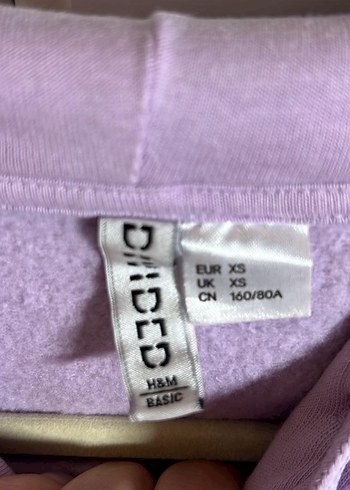 DIVIDED
H&M
BASIC
EUR XS
UK XS
CN 160/80A